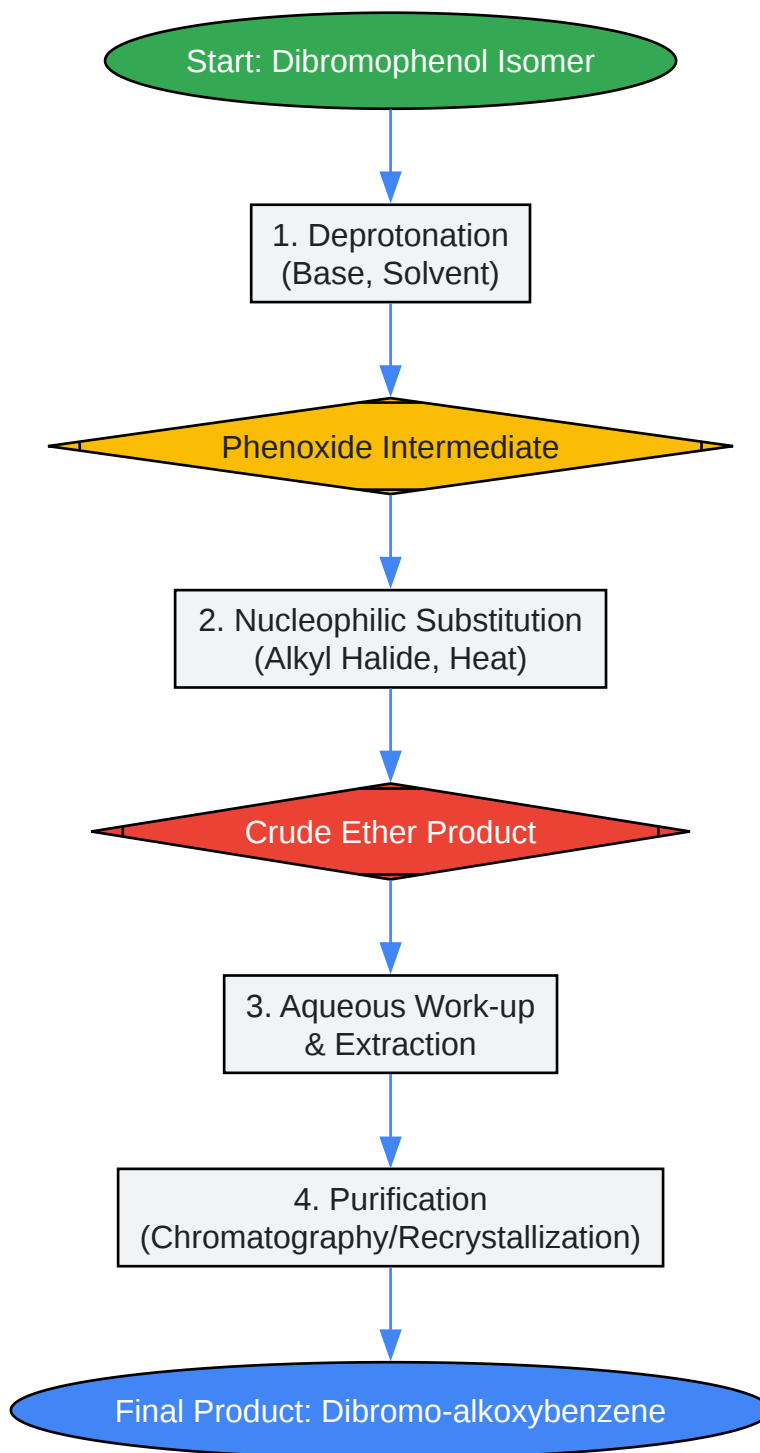 Start: Dibromophenol Isomer
1. Deprotonation
(Base, Solvent)
Phenoxide Intermediate
2. Nucleophilic Substitution
(Alkyl Halide, Heat)
Crude Ether Product
3. Aqueous Work-up
& Extraction
4. Purification
(Chromatography/Recrystallization)
Final Product: Dibromo-alkoxybenzene